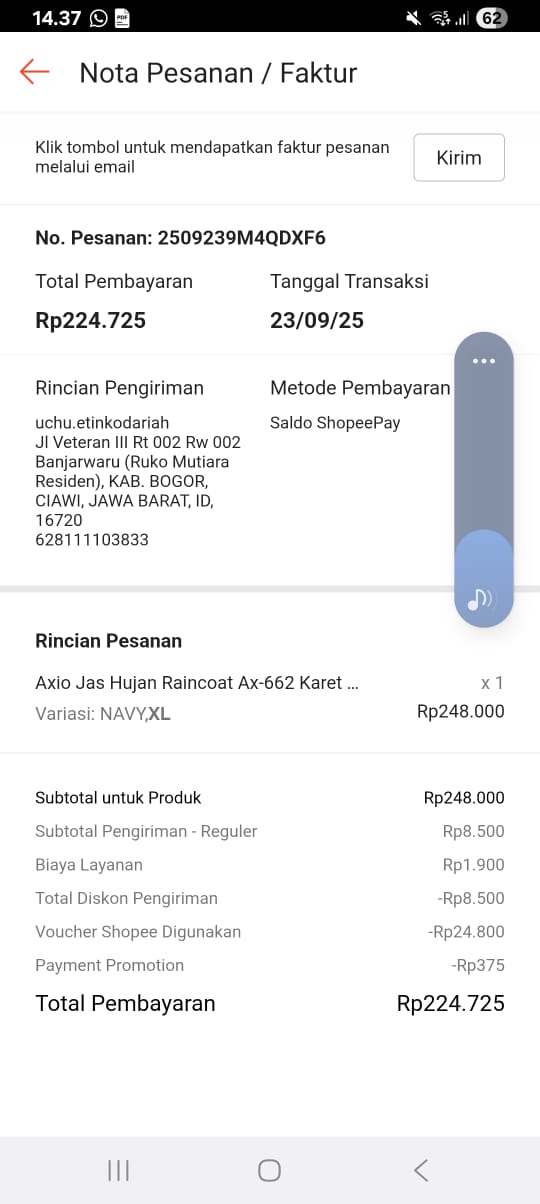 14.37
62
Nota Pesanan / Faktur
Klik tombol untuk mendapatkan faktur pesanan
melalui email
Kirim
No. Pesanan: 2509239M4QDXF6
Total Pembayaran Tanggal Transaksi
Rp224.725 23/09/25
Rincian Pengiriman Metode Pembayaran
uchu.etinkodariah Saldo ShopeePay
Jl Veteran III Rt 002 Rw 002
Banjarwaru (Ruko Mutiara
Residen), KAB. BOGOR,
CIAWI, JAWA BARAT, ID,
16720
628111103833
Rincian Pesanan
Axio Jas Hujan Raincoat Ax-662 Karet ... x 1
Variasi: NAVY,XL Rp248.000
Subtotal untuk Produk Rp248.000
Subtotal Pengiriman - Reguler Rp8.500
Biaya Layanan Rp1.900
Total Diskon Pengiriman -Rp8.500
Voucher Shopee Digunakan -Rp24.800
Payment Promotion -Rp375
Total Pembayaran Rp224.725